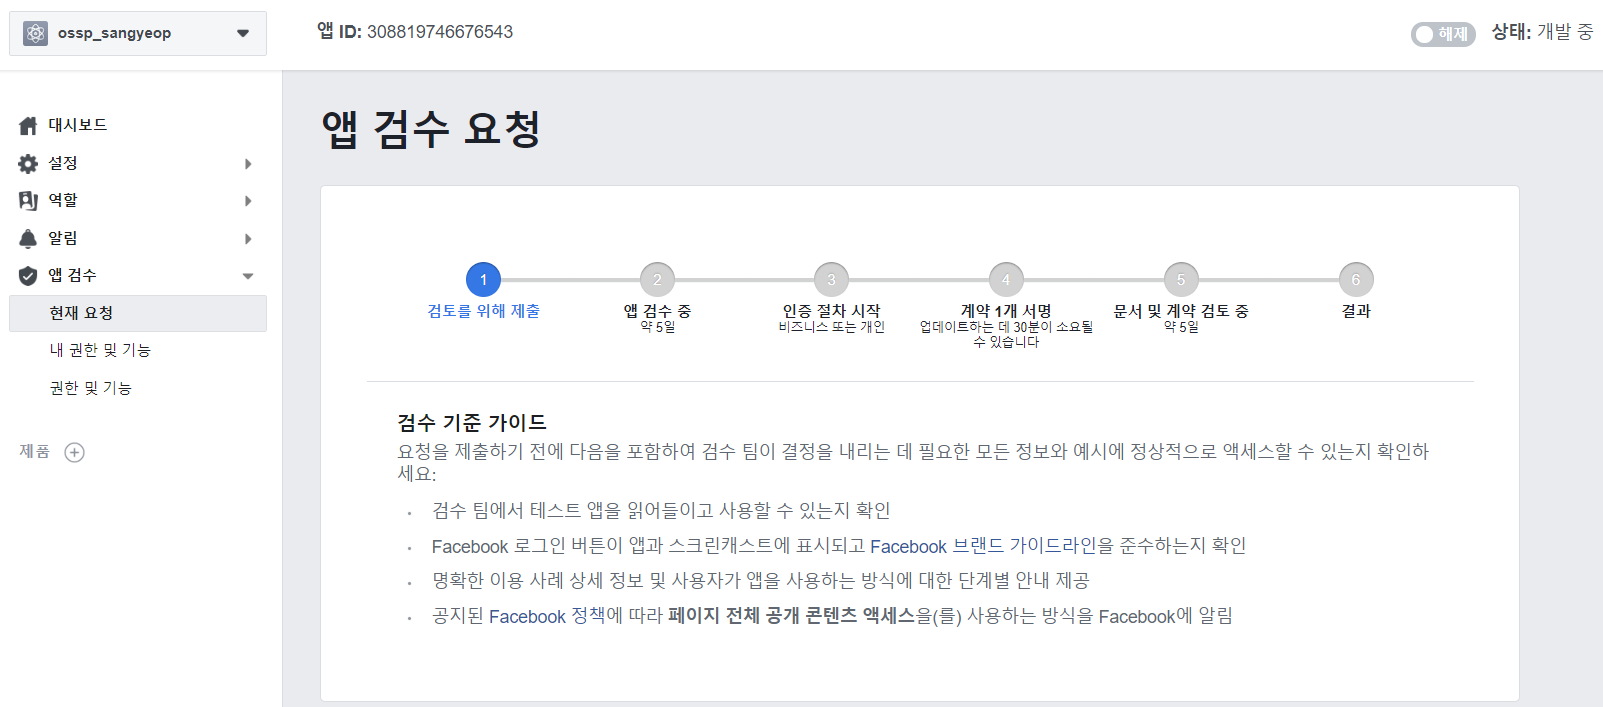 ossp_sangyeop
앱 ID: 308819746676543
해제
상태: 개발 중
대시보드
설정
역할
알림
앱 검수
현재 요청
내 권한 및 기능
권한 및 기능
제품
앱 검수 요청
1
2
3
4
5
6
검토를 위해 제출
앱 검수 중
약 5일
인증 절차 시작
비즈니스 또는 개인
계약 1개 서명
업데이트하는 데 30분이 소요될
수 있습니다
문서 및 계약 검토 중
약 5일
결과
검수 기준 가이드
요청을 제출하기 전에 다음을 포함하여 검수 팀이 결정을 내리는 데 필요한 모든 정보와 예시에 정상적으로 액세스할 수 있는지 확인하
세요:
• 검수 팀에서 테스트 앱을 읽어들이고 사용할 수 있는지 확인
• Facebook 로그인 버튼이 앱과 스크린캐스트에 표시되고 Facebook 브랜드 가이드라인을 준수하는지 확인
• 명확한 이용 사례 상세 정보 및 사용자가 앱을 사용하는 방식에 대한 단계별 안내 제공
• 공지된 Facebook 정책에 따라 페이지 전체 공개 콘텐츠 액세스을(를) 사용하는 방식을 Facebook에 알림